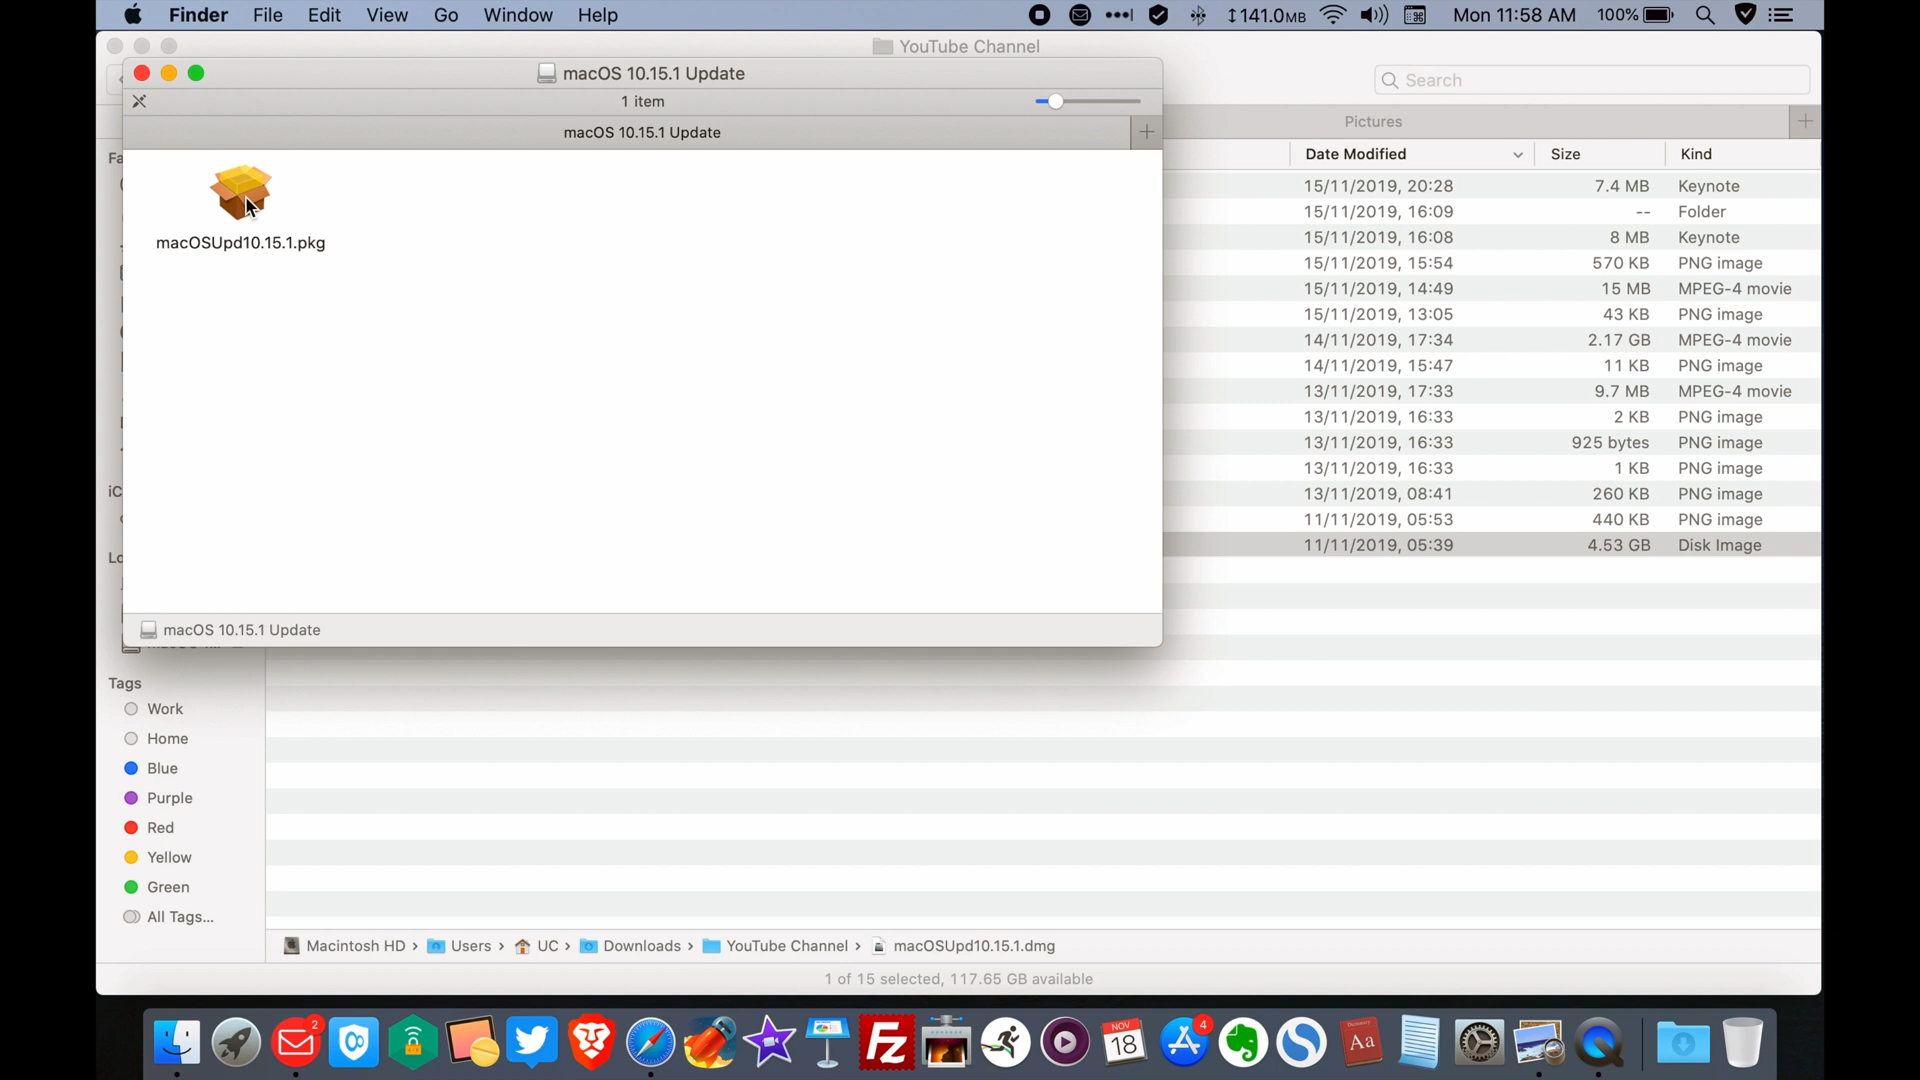 Finder File Edit View Go Window Help 141.0MB Mon 11:58 AM 100%
YouTube Channel
macOS 10.15.1 Update
Search
1 item
macOS 10.15.1 Update
Pictures
Date Modified Size Kind
macOSUpd10.15.1.pkg
15/11/2019, 20:28 7.4 MB Keynote
15/11/2019, 16:09 -- Folder
15/11/2019, 16:08 8 MB Keynote
15/11/2019, 15:54 570 KB PNG image
15/11/2019, 14:49 15 MB MPEG-4 movie
15/11/2019, 13:05 43 KB PNG image
14/11/2019, 17:34 2.17 GB MPEG-4 movie
14/11/2019, 15:47 11 KB PNG image
13/11/2019, 17:33 9.7 MB MPEG-4 movie
13/11/2019, 16:33 2 KB PNG image
13/11/2019, 16:33 925 bytes PNG image
13/11/2019, 16:33 1 KB PNG image
13/11/2019, 08:41 260 KB PNG image
11/11/2019, 05:53 440 KB PNG image
11/11/2019, 05:39 4.53 GB Disk Image
Fa
iC
Lo
macOS 10.15.1 Update
Tags
Work
Home
Blue
Purple
Red
Yellow
Green
All Tags...
Macintosh HD › Users › UC › Downloads › YouTube Channel › macOSUpd10.15.1.dmg
1 of 15 selected, 117.65 GB available
2
FZ
NOV
18
4
Dictionary
Aa